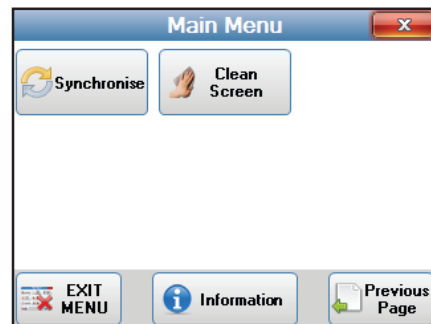 Main Menu
Synchronise
Clean
Screen
EXIT
MENU
Information
Previous
Page